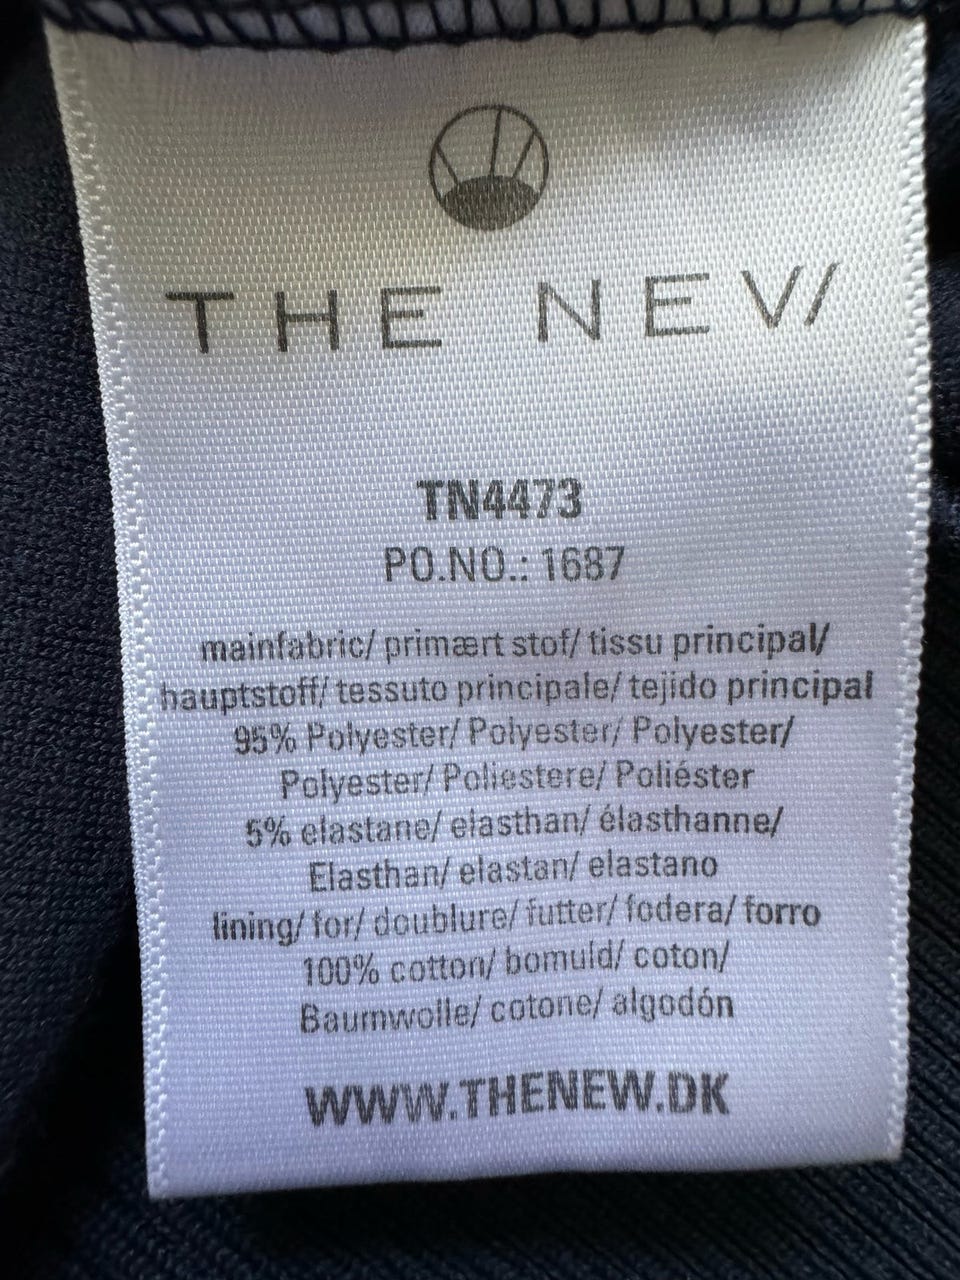 THE NEW
TN4473
PO.NO.: 1687
mainfabric/ primært stof/ tissu principal/
hauptstoff/ tessuto principale/ tejido principal
95% Polyester/ Polyester/ Polyester/
Polyester/ Poliestere/ Poliéster
5% elastane/ elasthan/ élasthanne/
Elasthan/ elastan/ elastano
lining/ for/ doublure/ futter/ fodera/ forro
100% cotton/ bomuld/ coton/
Baumwolle/ cotone/ algodón
WWW.THENEW.DK